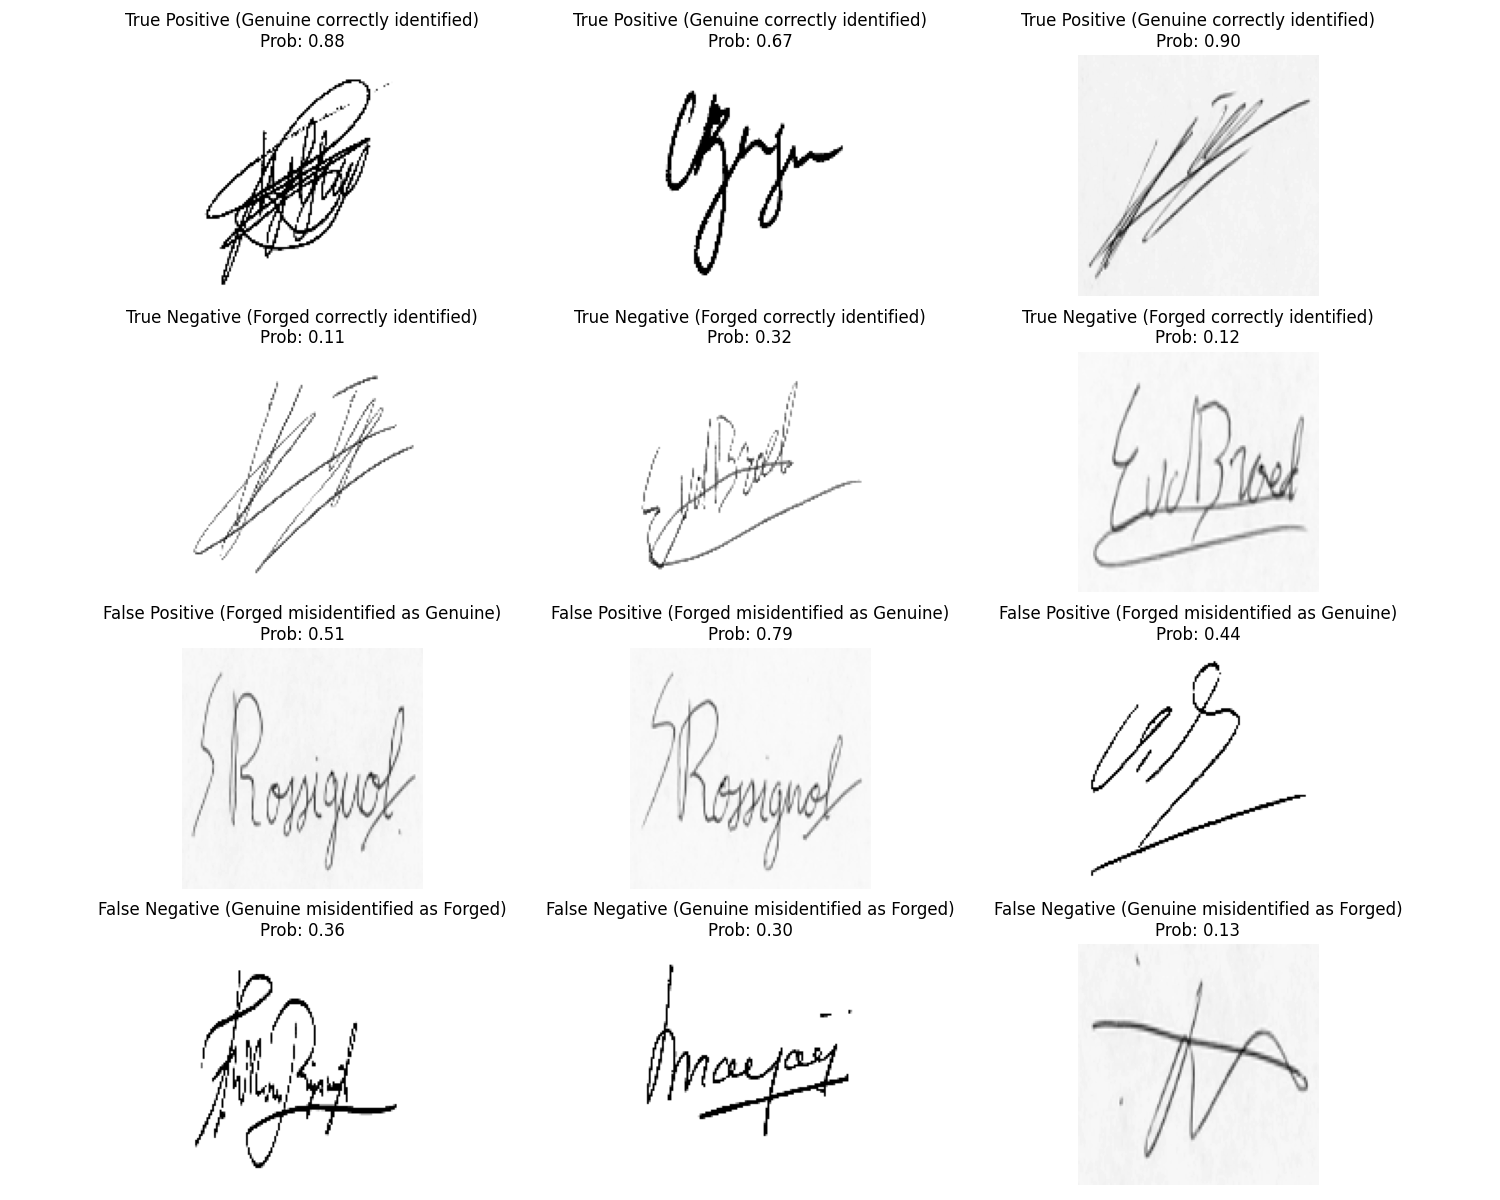 True Positive (Genuine correctly identified) True Positive (Genuine correctly identified) True Positive (Genuine correctly identified)
Prob: 0.88 Prob: 0.67 Prob: 0.90
True Negative (Forged correctly identified) True Negative (Forged correctly identified) True Negative (Forged correctly identified)
Prob: 0.11 Prob: 0.32 Prob: 0.12
False Positive (Forged misidentified as Genuine) False Positive (Forged misidentified as Genuine) False Positive (Forged misidentified as Genuine)
Prob: 0.51 Prob: 0.79 Prob: 0.44
Rossignol Rossignol
False Negative (Genuine misidentified as Forged) False Negative (Genuine misidentified as Forged) False Negative (Genuine misidentified as Forged)
Prob: 0.36 Prob: 0.30 Prob: 0.13